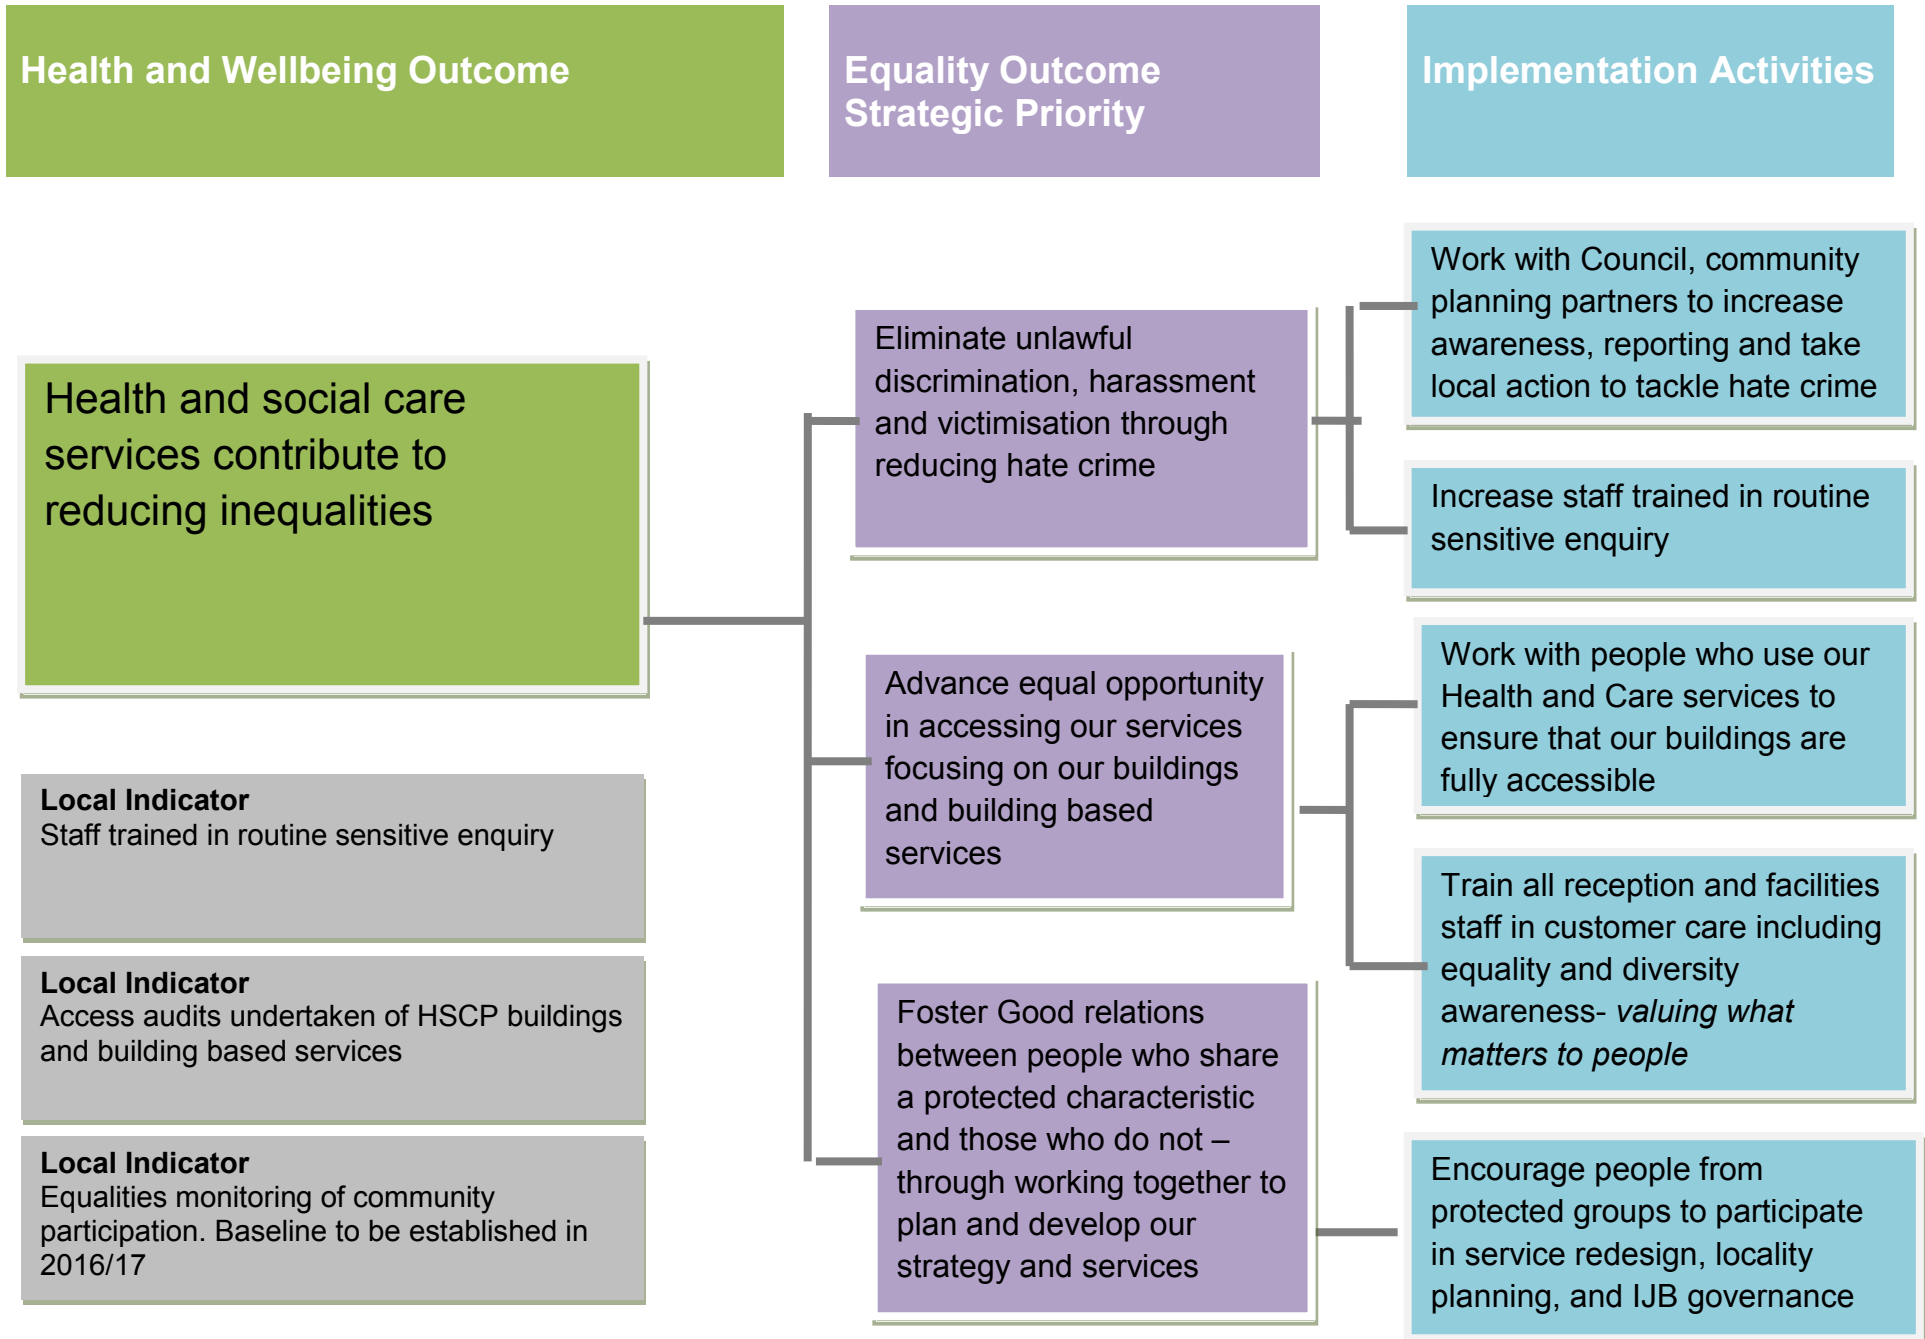 Health and Wellbeing Outcome
Equality Outcome
Strategic Priority
Implementation Activities
Health and social care
services contribute to
reducing inequalities
Local Indicator
Staff trained in routine sensitive enquiry
Local Indicator
Access audits undertaken of HSCP buildings
and building based services
Local Indicator
Equalities monitoring of community
participation. Baseline to be established in
2016/17
Eliminate unlawful
discrimination, harassment
and victimisation through
reducing hate crime
Advance equal opportunity
in accessing our services
focusing on our buildings
and building based
services
Foster Good relations
between people who share
a protected characteristic
and those who do not –
through working together to
plan and develop our
strategy and services
Work with Council, community
planning partners to increase
awareness, reporting and take
local action to tackle hate crime
Increase staff trained in routine
sensitive enquiry
Work with people who use our
Health and Care services to
ensure that our buildings are
fully accessible
Train all reception and facilities
staff in customer care including
equality and diversity
awareness- valuing what
matters to people
Encourage people from
protected groups to participate
in service redesign, locality
planning, and IJB governance